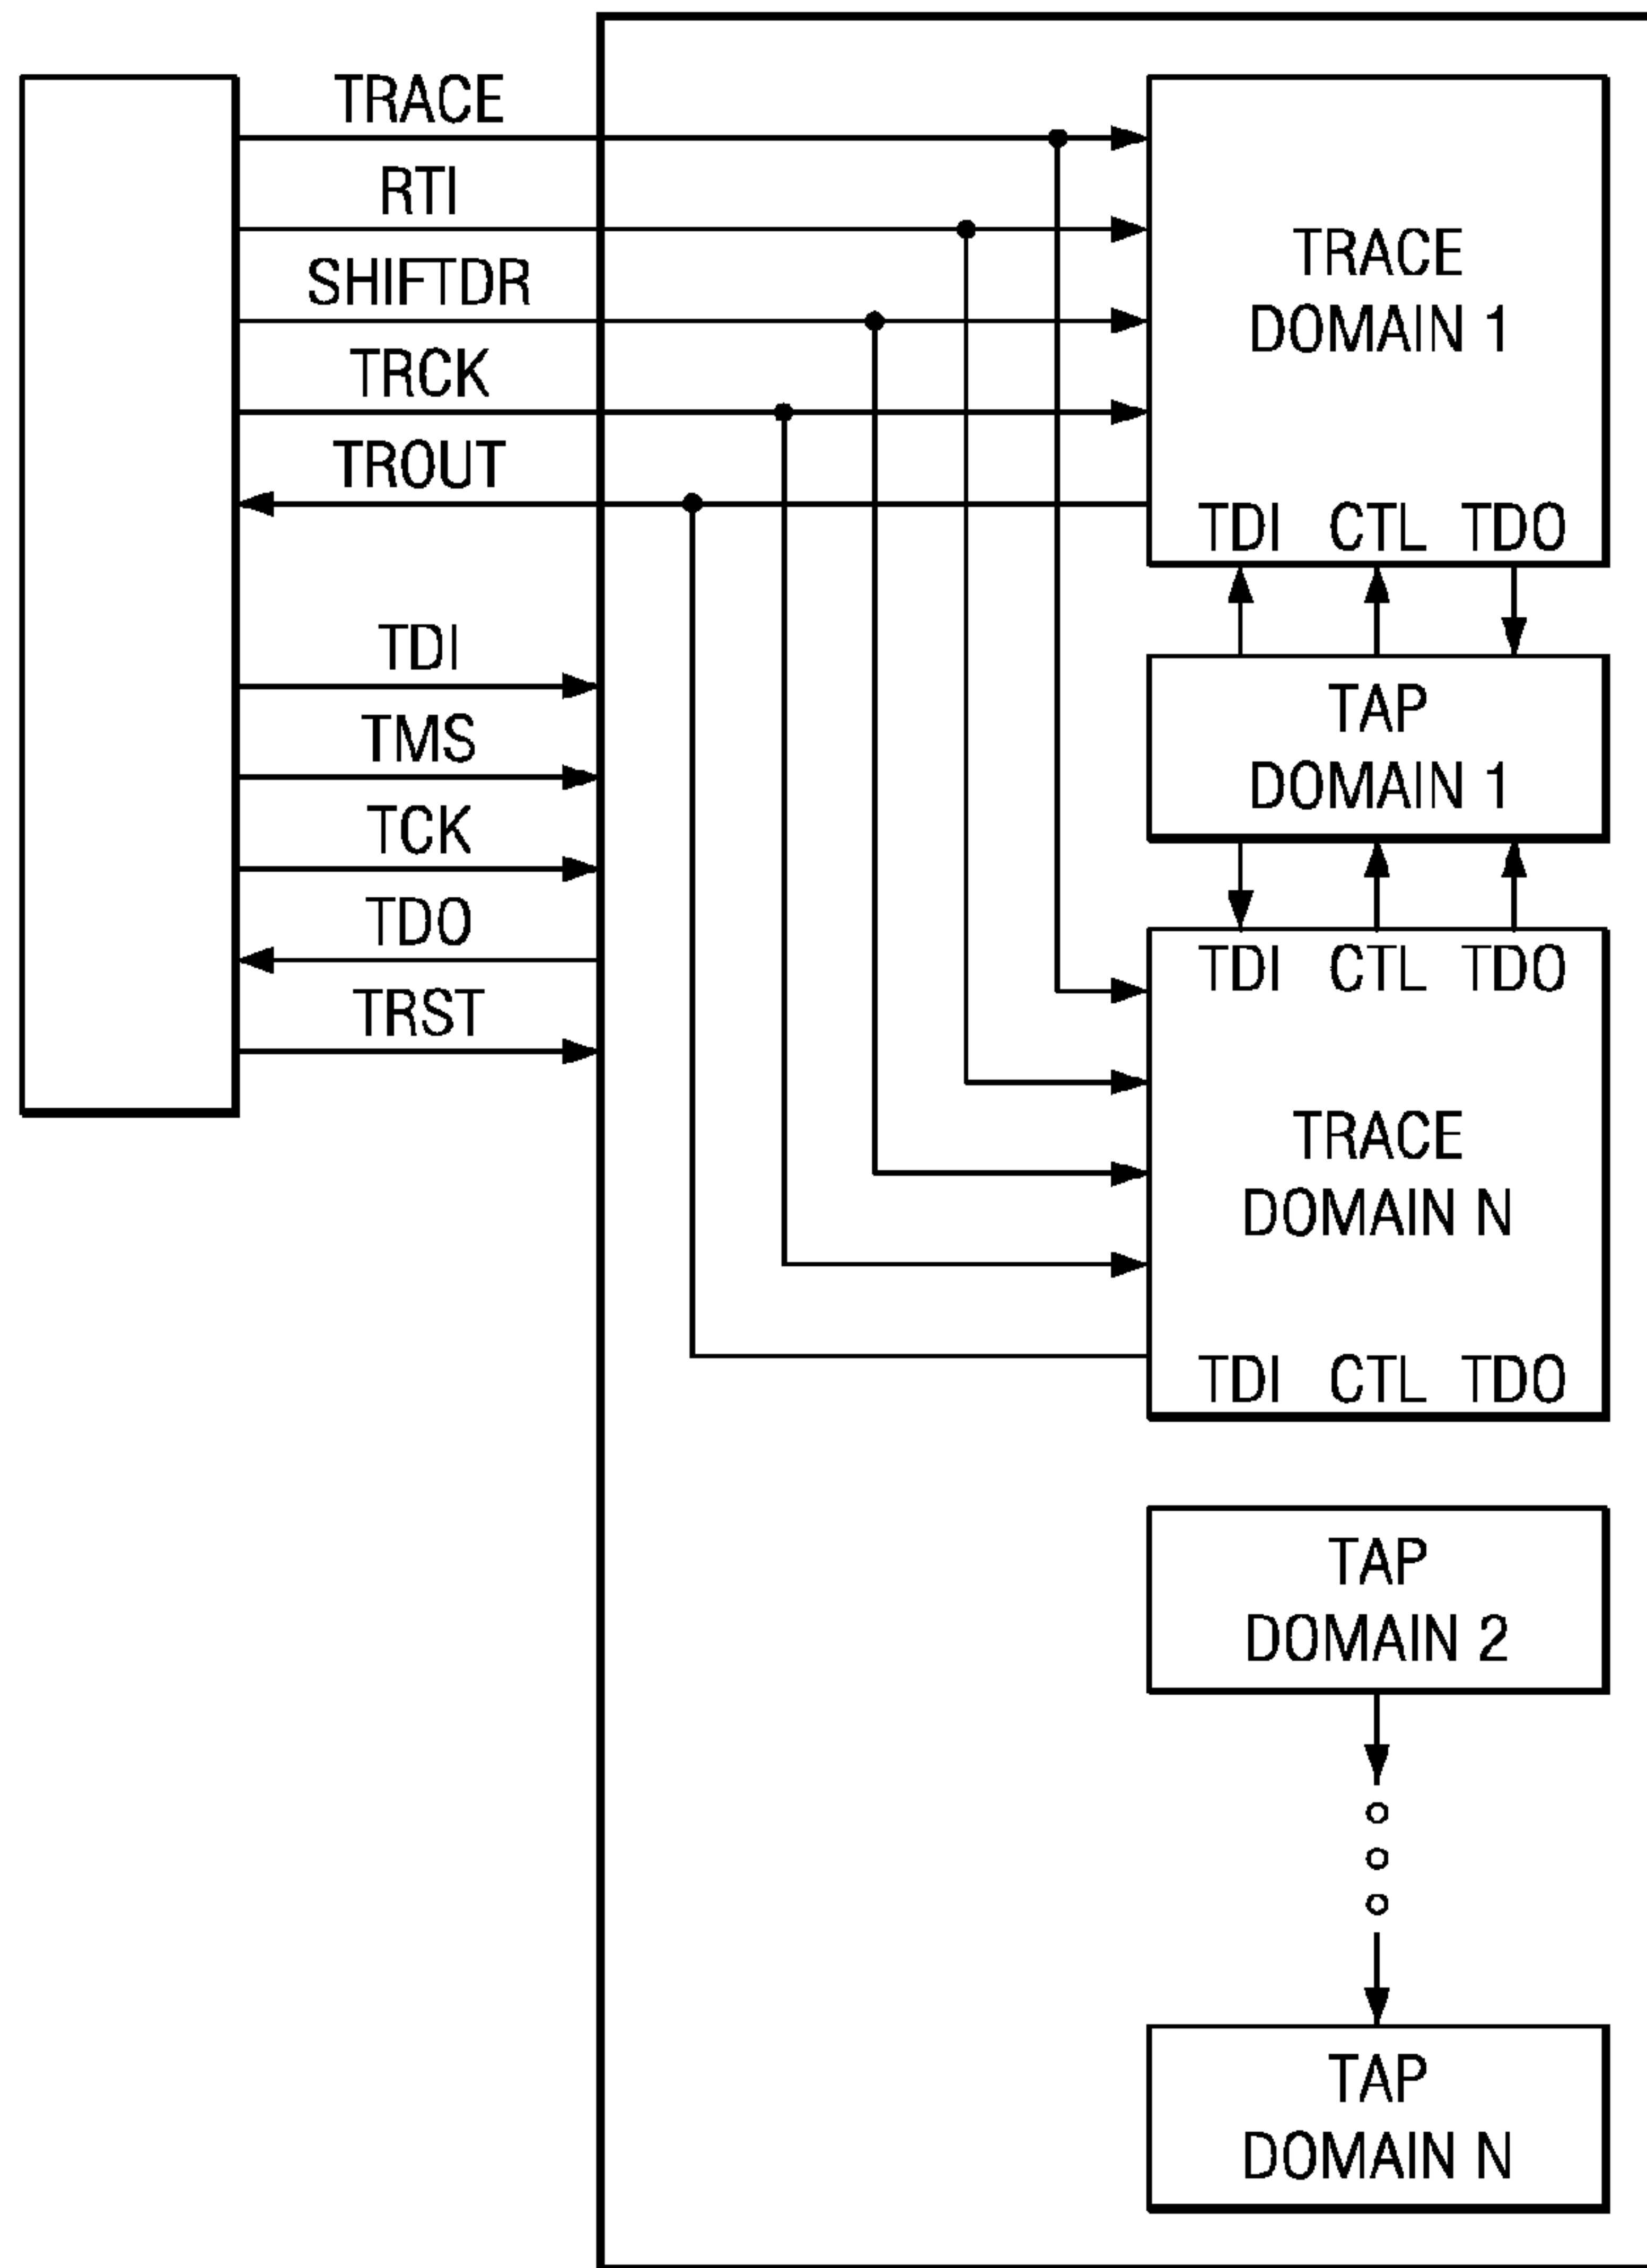 TRACE
RTI
SHIFTDR
TRCK
TROUT
TDI
TMS
TCK
TDO
TRST
TRACE
DOMAIN 1
TDI CTL TDO
TAP
DOMAIN 1
TDI CTL TDO
TRACE
DOMAIN N
TDI CTL TDO
TAP
DOMAIN 2
TAP
DOMAIN N